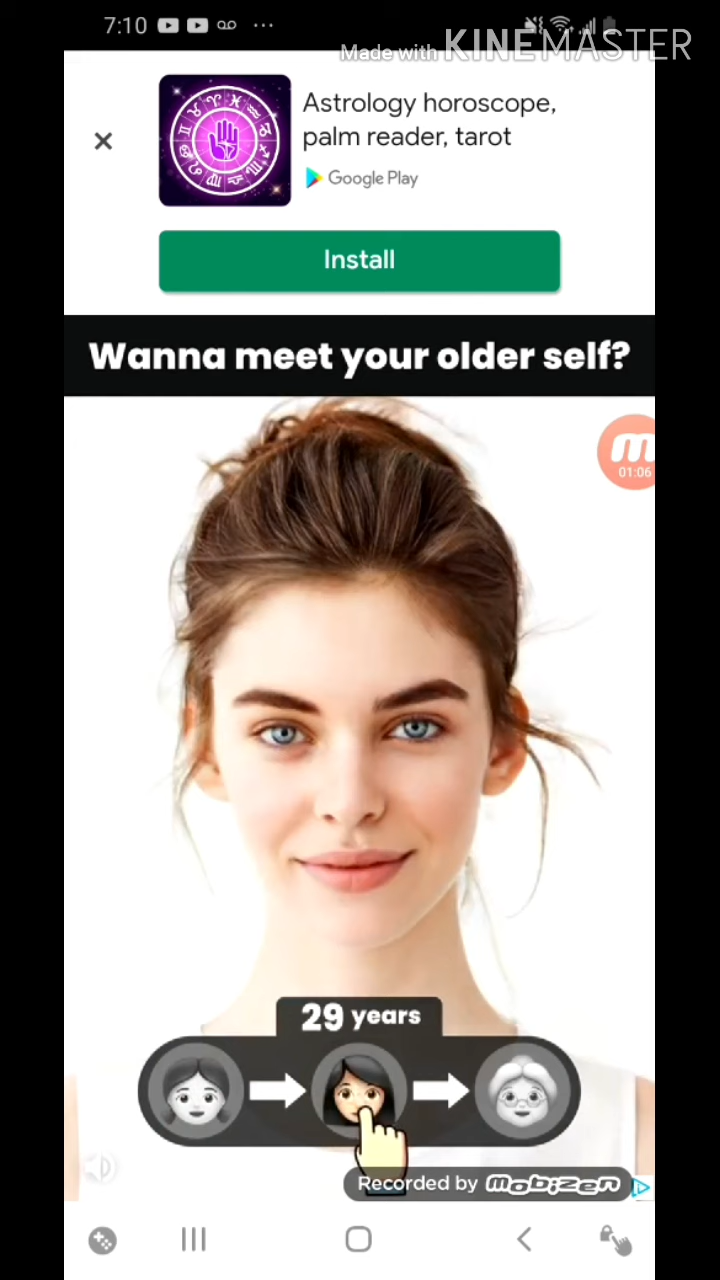 7:10
Made with KINEMASTER
Astrology horoscope,
palm reader, tarot
Google Play
Install
Wanna meet your older self?
m
01:06
29 years
Recorded by mobizen